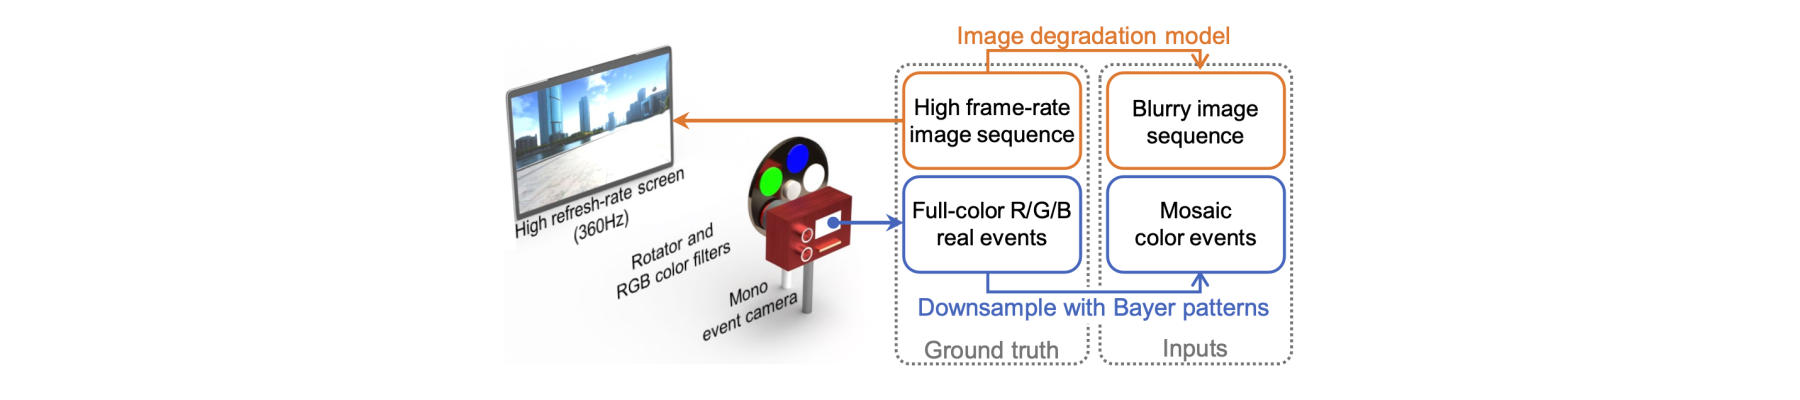 Image degradation model
High frame-rate
image sequence
Blurry image
sequence
High refresh-rate screen
(360Hz)
Full-color R/G/B
real events
Mosaic
color events
Rotator and
RGB color filters
Mono
event camera
Downsample with Bayer patterns
Ground truth
Inputs